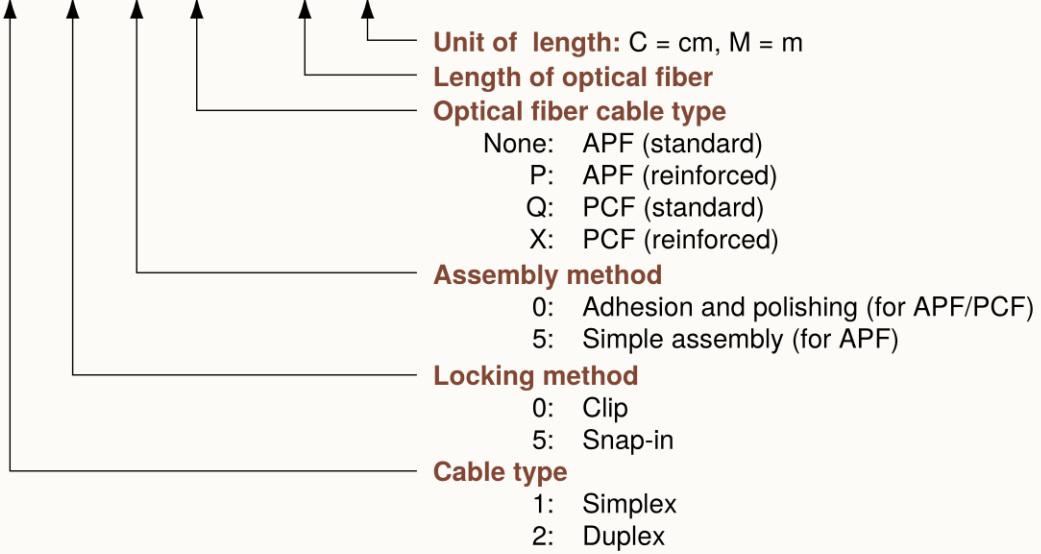 Unit of length: C = cm, M = m
Length of optical fiber
Optical fiber cable type
None: APF (standard)
P: APF (reinforced)
Q: PCF (standard)
X: PCF (reinforced)
Assembly method
0: Adhesion and polishing (for APF/PCF)
5: Simple assembly (for APF)
Locking method
0: Clip
5: Snap-in
Cable type
1: Simplex
2: Duplex